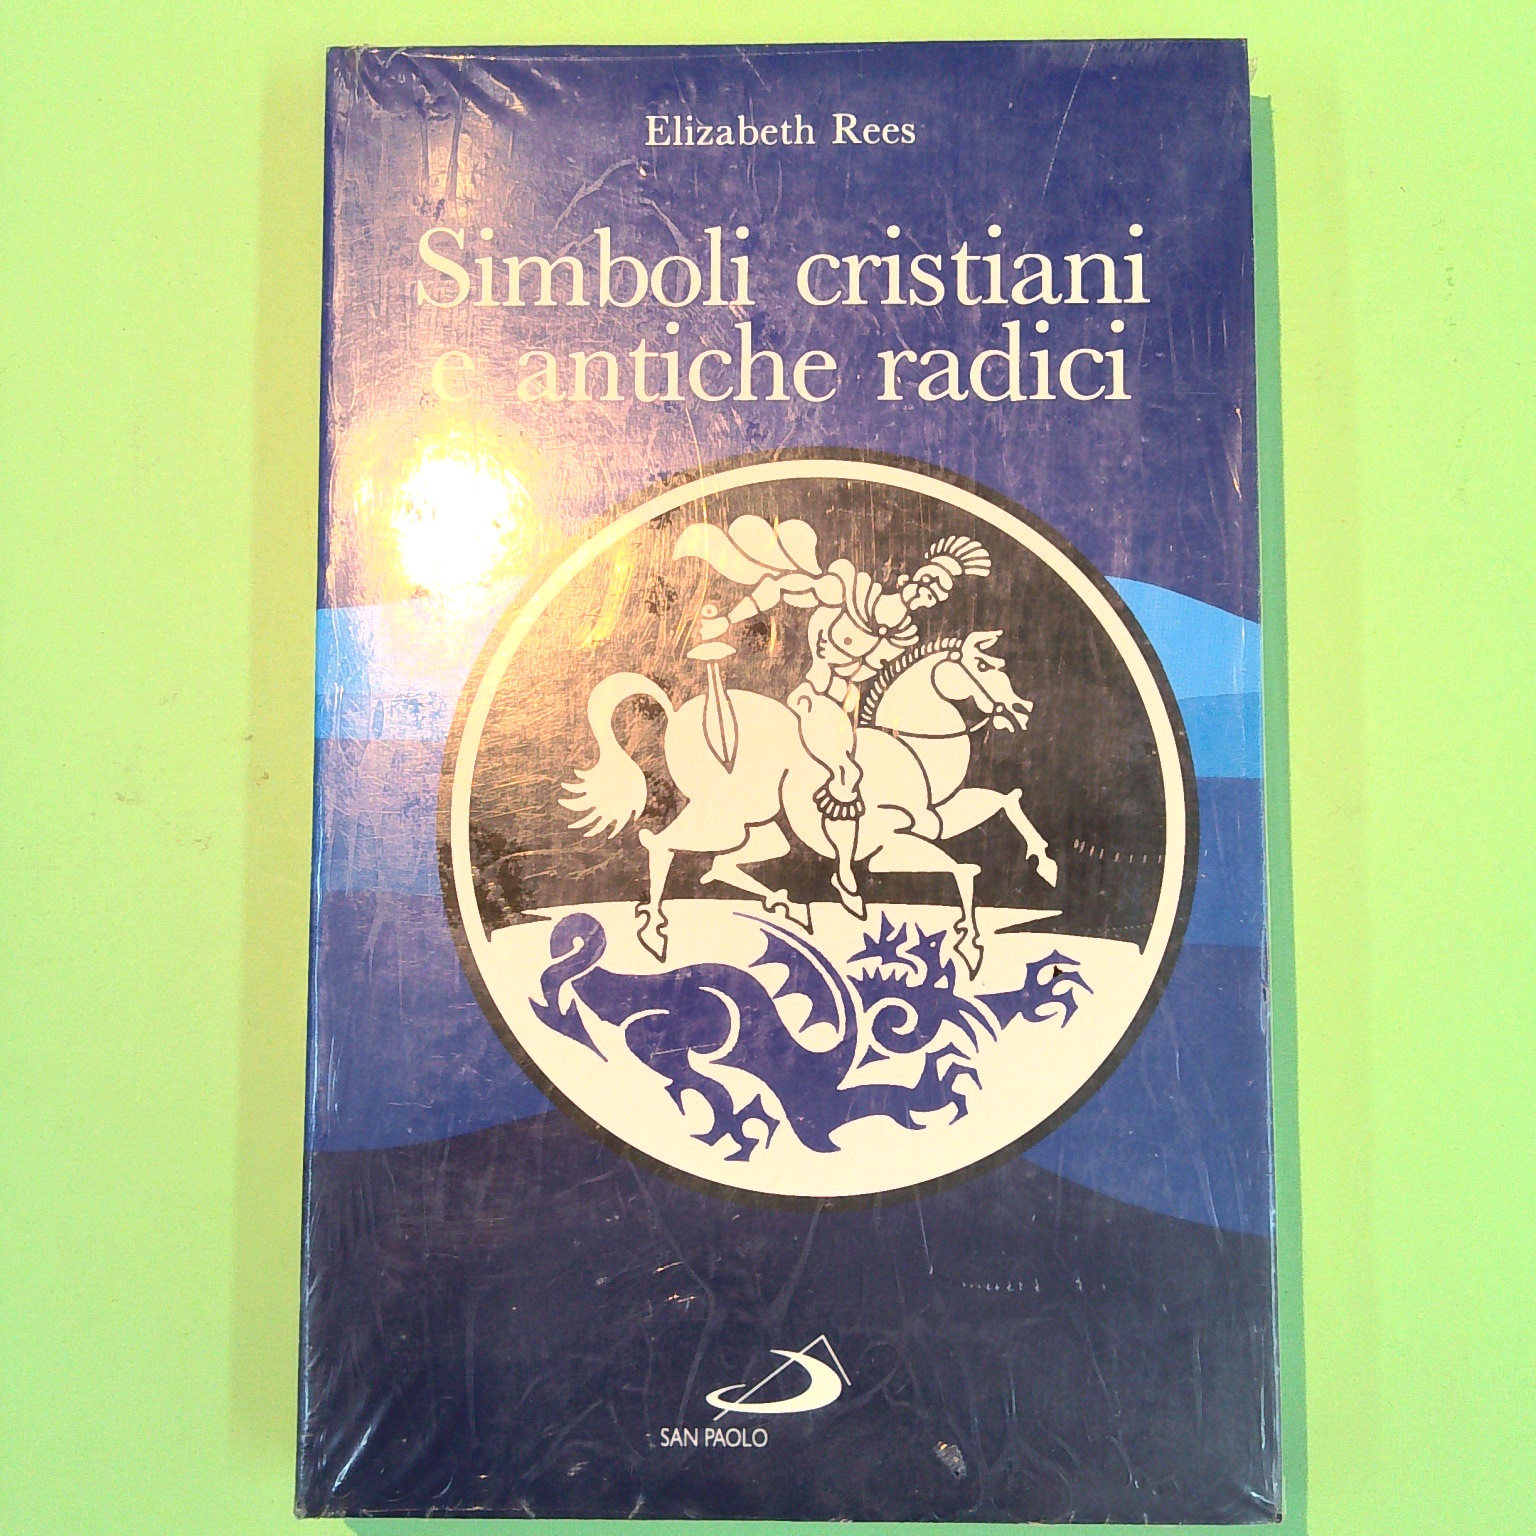 Elizabeth Rees
Simboli cristiani
e antiche radici
SAN PAOLO